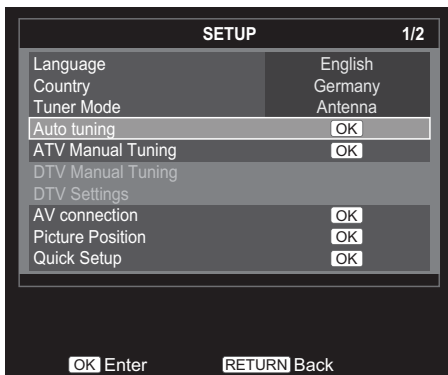 SETUP 1/2
Language English
Country Germany
Tuner Mode Antenna
Auto tuning OK
ATV Manual Tuning OK
DTV Manual Tuning
DTV Settings
AV connection OK
Picture Position OK
Quick Setup OK
OK Enter RETURN Back